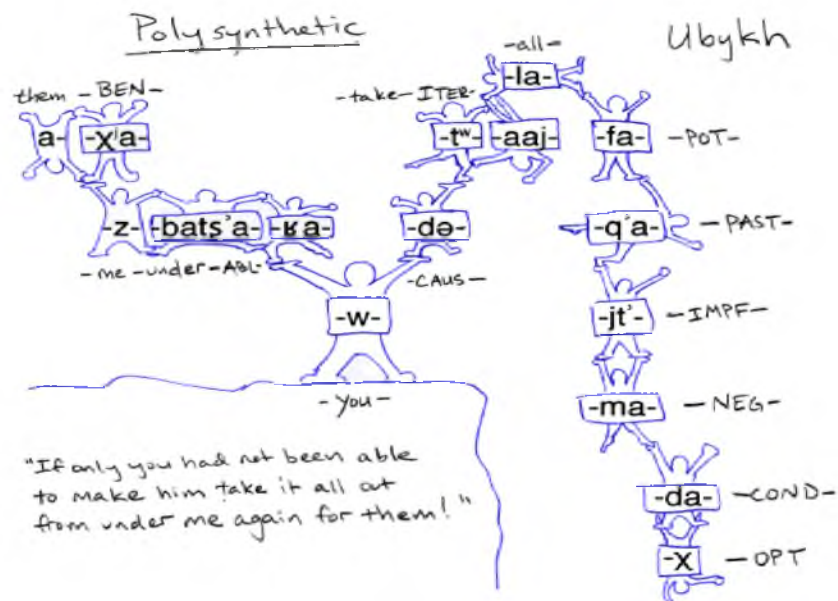 Polysynthetic
Ubykh
-all-
-la-
them -BEN-
-take-ITER-
a- -χʲa-
-tʷ- -aaj-
-fa- -POT-
-z- -batʂʼa- -ʁa-
-də-
-qʼa- -PAST-
-me-under-ABL-
-CAUS-
-w-
-jtʼ- -IMPF-
-you-
-ma- -NEG-
"If only you had not been able
to make him take it all out
from under me again for them!"
-da- -COND-
-x -OPT